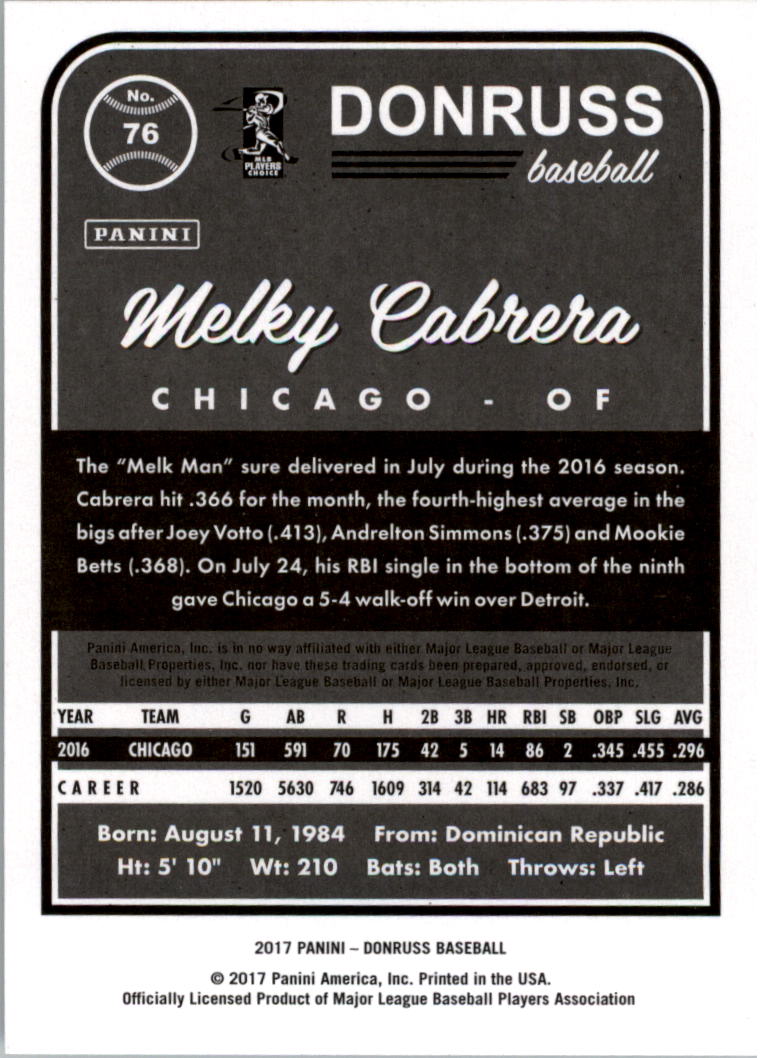 No.
76
MLB
PLAYERS
CHOICE
DONRUSS
baseball
PANINI
Melky Cabrera
CHICAGO - OF
The “Melk Man” sure delivered in July during the 2016 season.
Cabrera hit .366 for the month, the fourth-highest average in the
bigs after Joey Votto (.413), Andrelton Simmons (.375) and Mookie
Betts (.368). On July 24, his RBI single in the bottom of the ninth
gave Chicago a 5-4 walk-off win over Detroit.
Panini America, Inc. is in no way affiliated with either Major League Baseball or Major League
Baseball Properties, Inc. nor have these trading cards been prepared, approved, endorsed, or
licensed by either Major League Baseball or Major League Baseball Properties, Inc.
YEAR TEAM G AB R H 2B 3B HR RBI SB OBP SLG AVG
2016 CHICAGO 151 591 70 175 42 5 14 86 2 .345 .455 .296
CAREER 1520 5630 746 1609 314 42 114 683 97 .337 .417 .286
Born: August 11, 1984 From: Dominican Republic
Ht: 5' 10" Wt: 210 Bats: Both Throws: Left
2017 PANINI – DONRUSS BASEBALL
© 2017 Panini America, Inc. Printed in the USA.
Officially Licensed Product of Major League Baseball Players Association